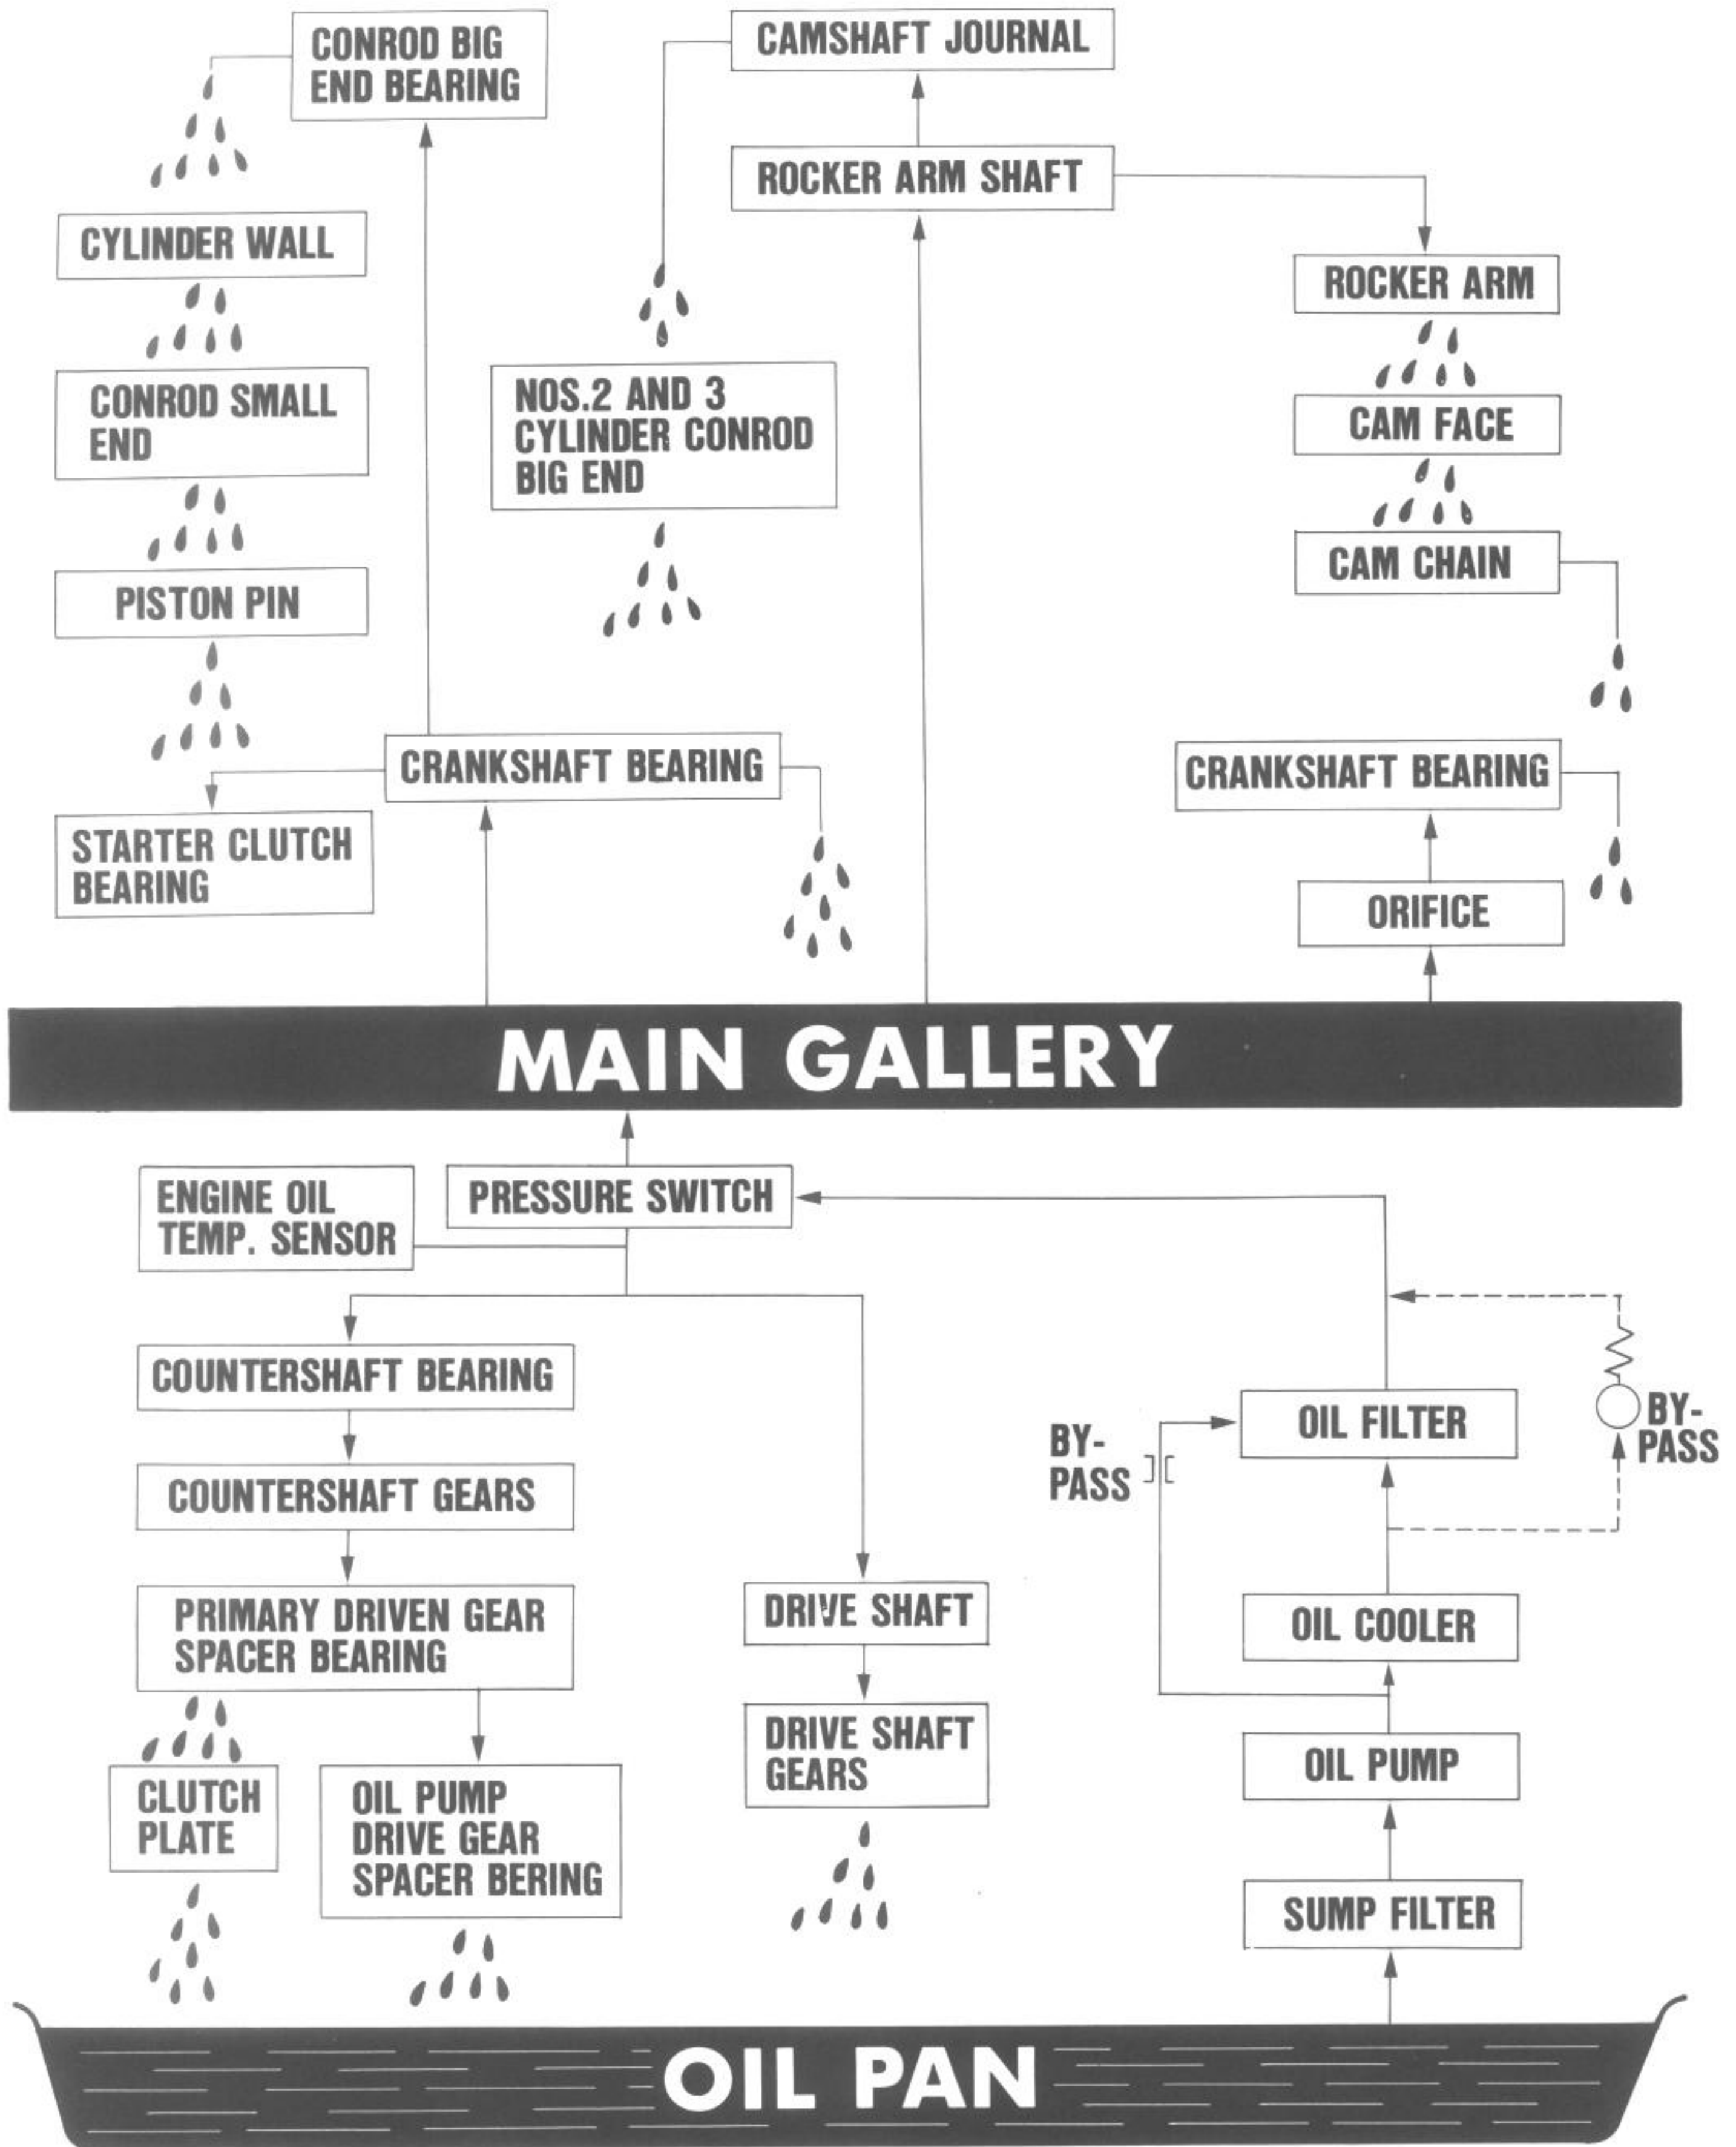 CONROD BIG
END BEARING
CAMSHAFT JOURNAL
ROCKER ARM SHAFT
CYLINDER WALL
ROCKER ARM
CONROD SMALL
END
NOS.2 AND 3
CYLINDER CONROD
BIG END
CAM FACE
CAM CHAIN
PISTON PIN
CRANKSHAFT BEARING
CRANKSHAFT BEARING
STARTER CLUTCH
BEARING
ORIFICE
MAIN GALLERY
ENGINE OIL
TEMP. SENSOR
PRESSURE SWITCH
COUNTERSHAFT BEARING
OIL FILTER
BY-
PASS
BY-
PASS
COUNTERSHAFT GEARS
PRIMARY DRIVEN GEAR
SPACER BEARING
DRIVE SHAFT
OIL COOLER
DRIVE SHAFT
GEARS
OIL PUMP
CLUTCH
PLATE
OIL PUMP
DRIVE GEAR
SPACER BERING
SUMP FILTER
OIL PAN